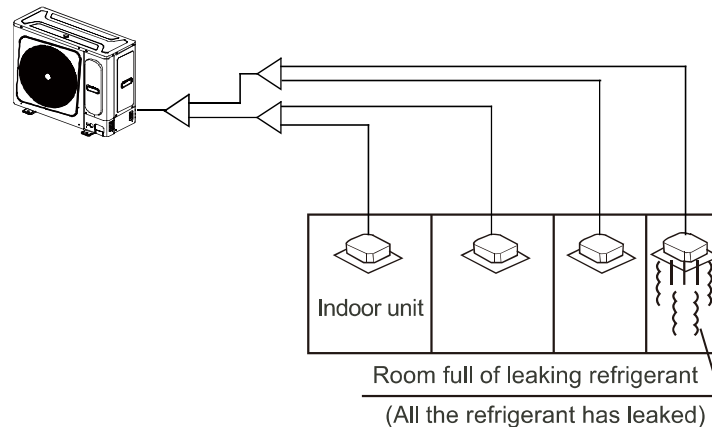 Indoor unit
Room full of leaking refrigerant
(All the refrigerant has leaked)